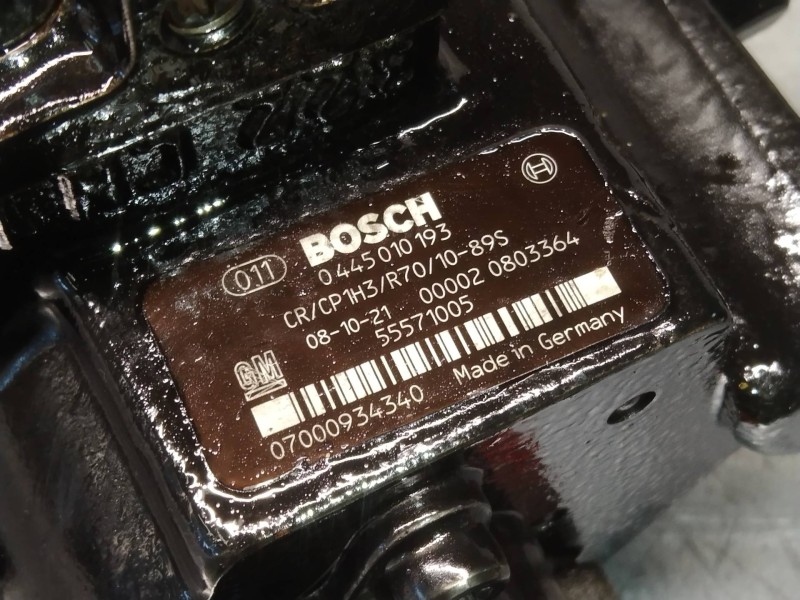 BOSCH
011
0 445 010 193
CR/CP1H3/R70/10-89S
08-10-21 00002 0803364
55571005
GM
07000934340 Made in Germany